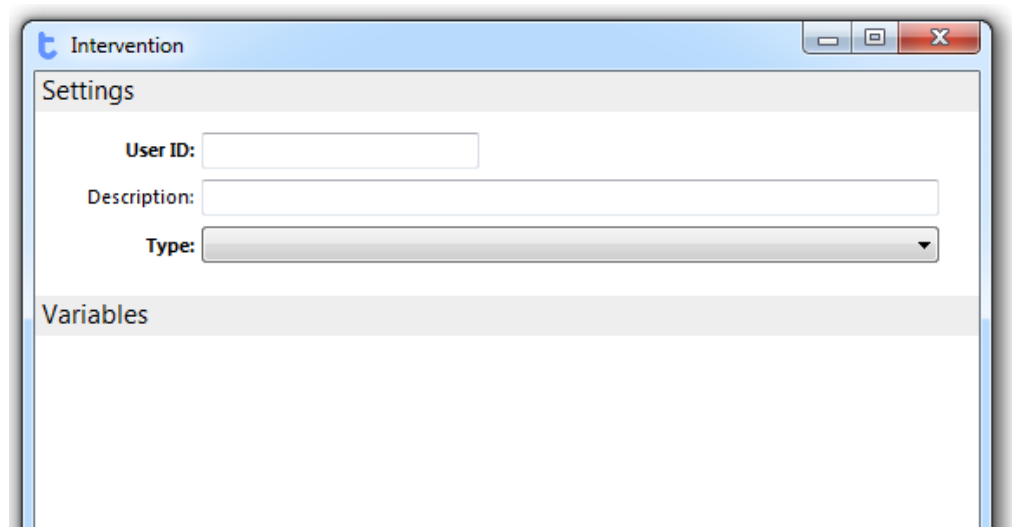 Intervention
Settings
User ID:
Description:
Type:
Variables